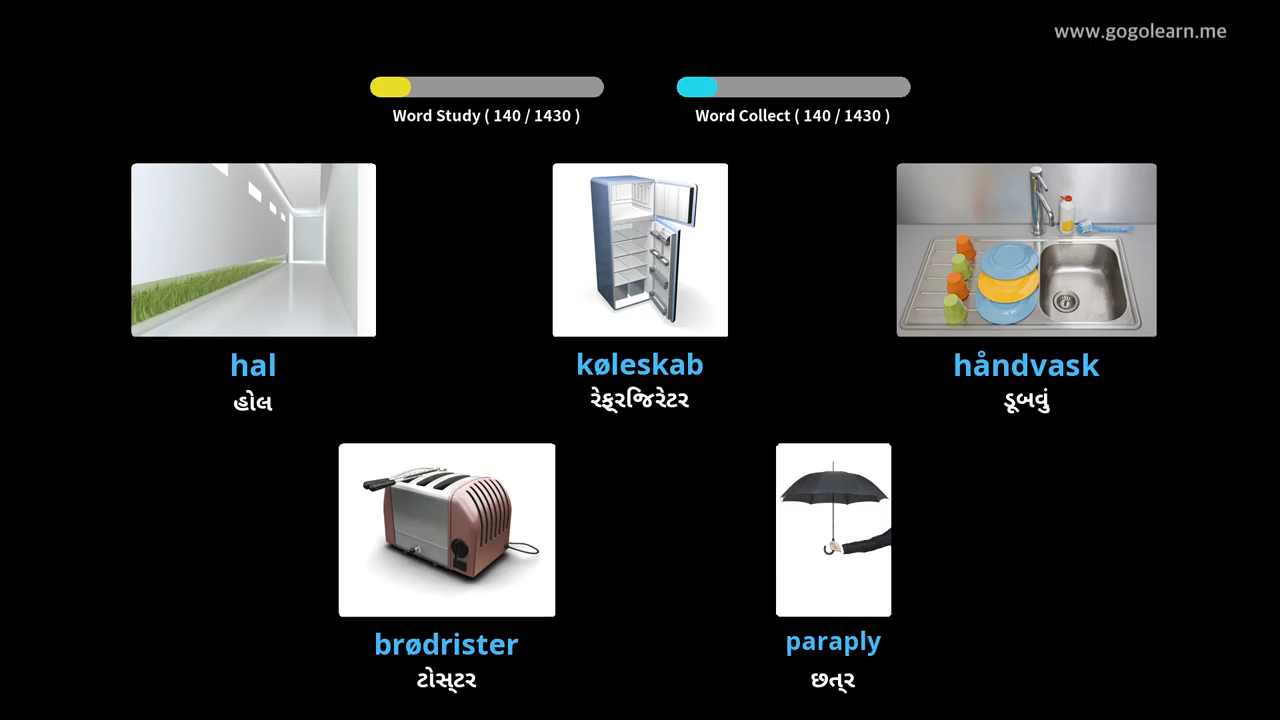 www.gogolearn.me
Word Study ( 140 / 1430 )
Word Collect ( 140 / 1430 )
hal
køleskab
håndvask
હોલ
રેફ્રિજરેટર
ડૂબવું
brødrister
paraply
ટોસ્ટર
છત્ર